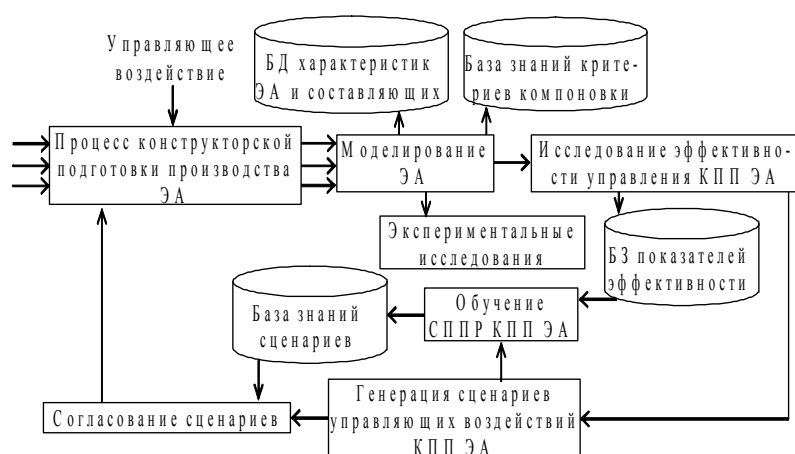 Управляющее
воздействие
БД характеристик
ЭА и составляющих
База знаний крите-
риев компоновки
Процесс конструкторской
подготовки производства
ЭА
Моделирование
ЭА
Исследование эффективно-
сти управления КПП ЭА
Экспериментальные
исследования
БЗ показателей
эффективности
База знаний
сценариев
Обучение
СППР КПП ЭА
Согласование сценариев
Генерация сценариев
управляющих воздействий
КПП ЭА